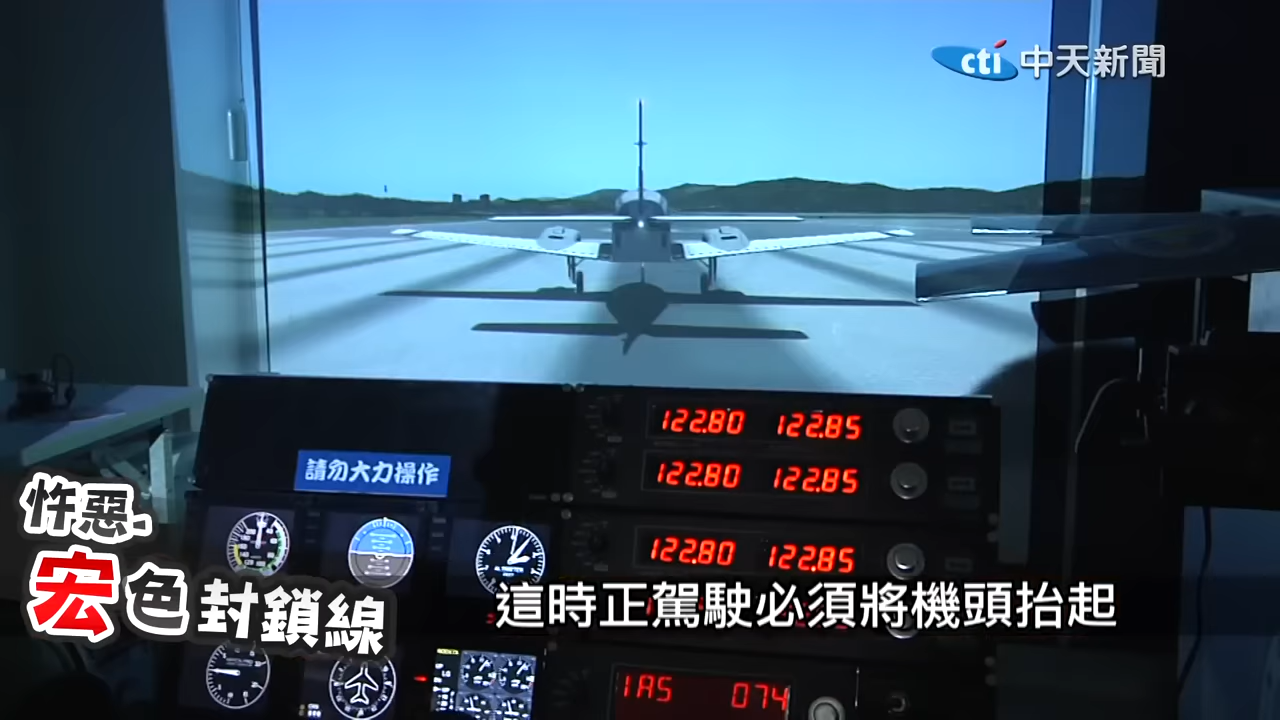 cti 中天新聞
122.80 122.85
122.80 122.85
請勿大力操作
122.80 122.85
忤惡-
宏色封鎖線
這時正駕駛必須將機頭抬起
IAS 074